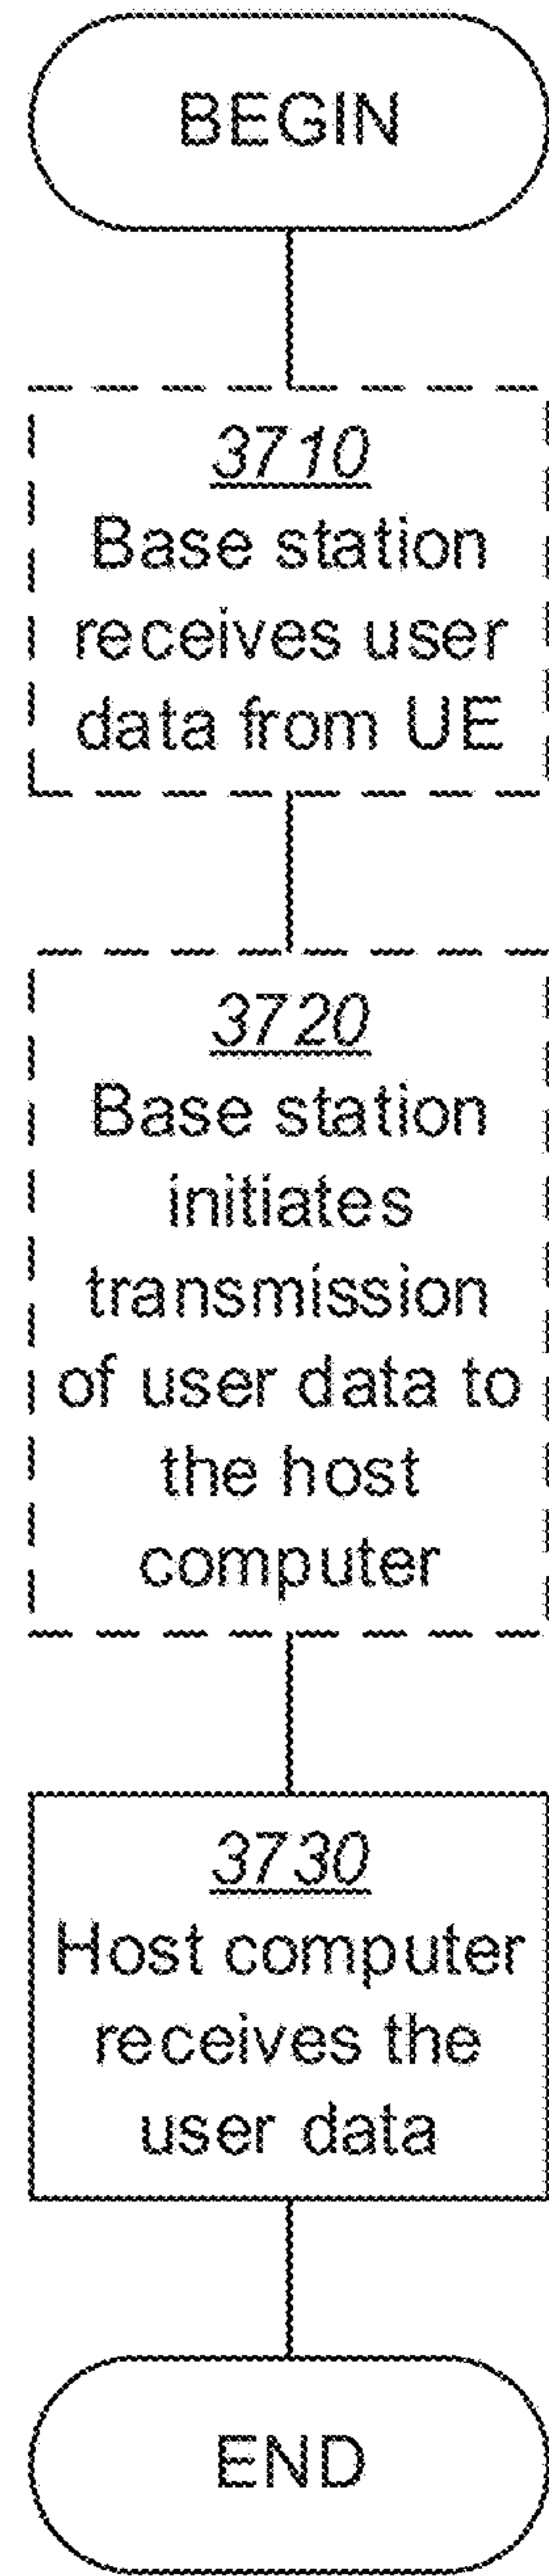 BEGIN
3710
Base station
receives user
data from UE
3720
Base station
initiates
transmission
of user data to
the host
computer
3730
Host computer
receives the
user data
END